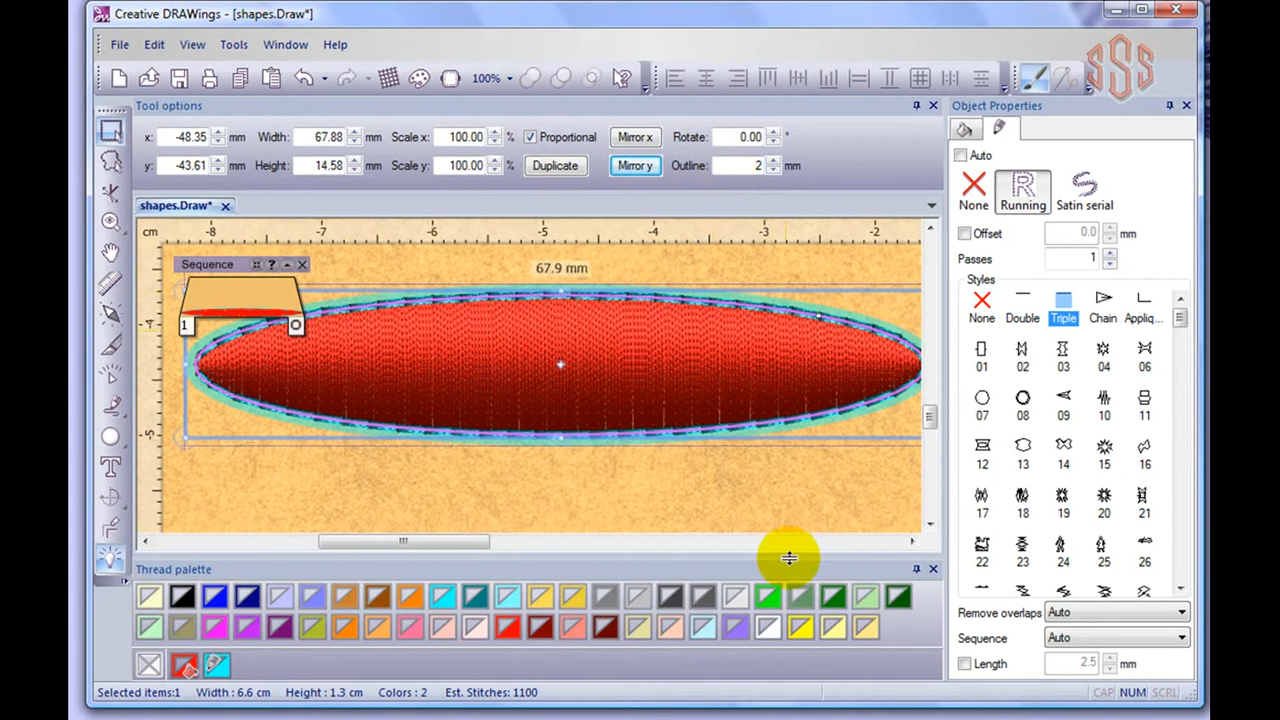 Creative DRAWings - [shapes.Draw*]
SSS
File Edit View Tools Window Help
100%
Tool options
x: -48.35 mm Width: 67.88 mm Scale x: 100.00 % Proportional Mirror x Rotate: 0.00 °
y: -43.61 mm Height: 14.58 mm Scale y: 100.00 % Duplicate Mirror y Outline: 2 mm
shapes.Draw*
cm -8 -7 -6 -5 -4 -3 -2
Sequence ?
67.9 mm
1
-4
-5
Thread palette
Selected items:1 Width : 6.6 cm Height : 1.3 cm Colors : 2 Est. Stitches: 1100
Object Properties
Auto
None Running Satin serial
Offset 0.0 mm
Passes 1
Styles
None Double Triple Chain Appliq...
01 02 03 04 06
07 08 09 10 11
12 13 14 15 16
17 18 19 20 21
22 23 24 25 26
Remove overlaps Auto
Sequence Auto
Length 2.5 mm
CAP NUM SCRL